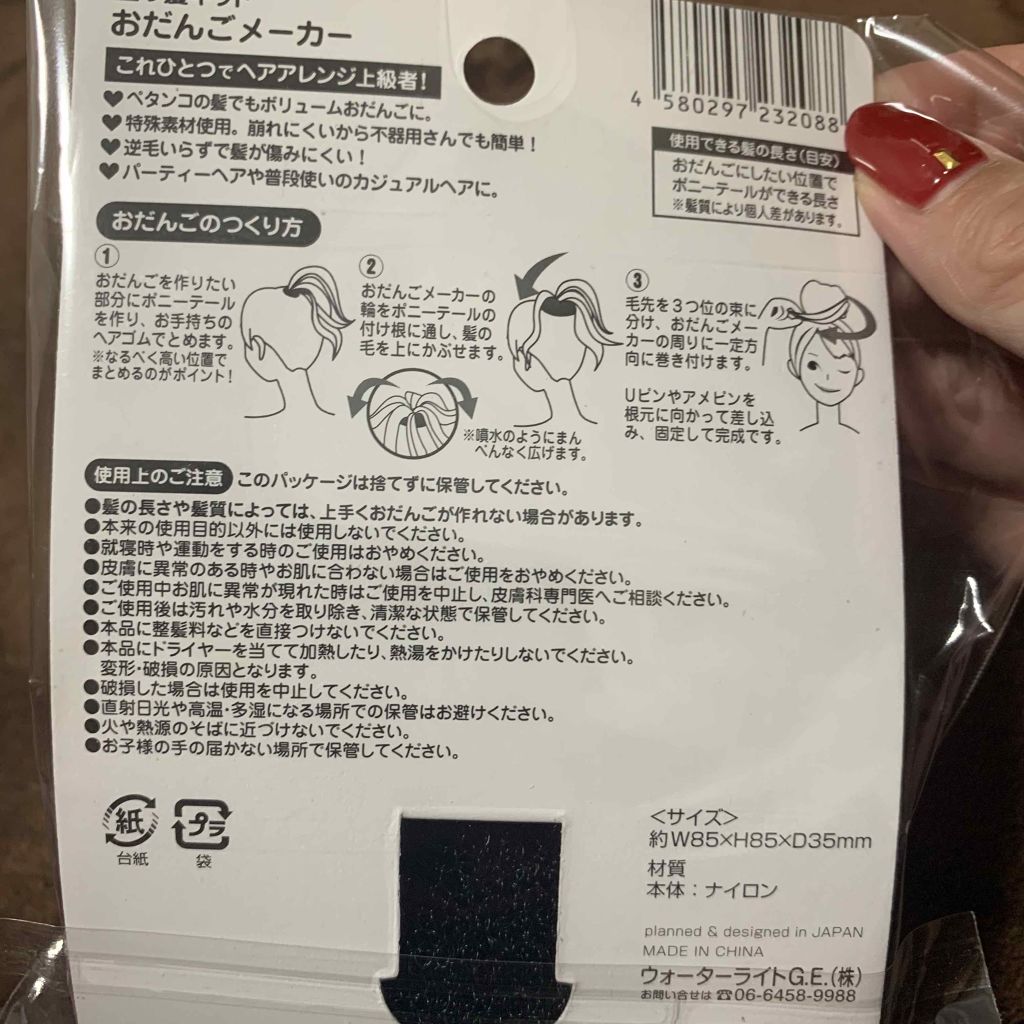 おだんごメーカー
これひとつでヘアアレンジ上級者!
♥ペタンコの髪でもボリュームおだんごに。
♥特殊素材使用。崩れにくいから不器用さんでも簡単!
♥逆毛いらずで髪が傷みにくい!
♥パーティーヘアや普段使いのカジュアルヘアに。
4 580297 232088
使用できる髪の長さ(目安)
おだんごにしたい位置で
ポニーテールができる長さ
※髪質により個人差があります。
おだんごのつくり方
①
おだんごを作りたい
部分にポニーテール
を作り、お手持ちの
ヘアゴムでとめます。
※なるべく高い位置で
まとめるのがポイント!
②
おだんごメーカーの
輪をポニーテールの
付け根に通し、髪の
毛を上にかぶせます。
※噴水のようにまん
べんなく広げます。
③
毛先を3つ位の束に
分け、おだんごメー
カーの周りに一定方
向に巻き付けます。
Uピンやアメピンを
根元に向かって差し込
み、固定して完成です。
使用上のご注意 このパッケージは捨てずに保管してください。
●髪の長さや髪質によっては、上手くおだんごが作れない場合があります。
●本来の使用目的以外には使用しないでください。
●就寝時や運動をする時のご使用はおやめください。
●皮膚に異常のある時やお肌に合わない場合はご使用をおやめください。
●ご使用中お肌に異常が現れた時はご使用を中止し、皮膚科専門医へご相談ください。
●ご使用後は汚れや水分を取り除き、清潔な状態で保管してください。
●本品に整髪料などを直接つけないでください。
●本品にドライヤーを当てて加熱したり、熱湯をかけたりしないでください。
変形・破損の原因となります。
●破損した場合は使用を中止してください。
●直射日光や高温・多湿になる場所での保管はお避けください。
●火や熱源のそばに近づけないでください。
●お子様の手の届かない場所で保管してください。
紙
台紙
プラ
袋
<サイズ>
約W85×H85×D35mm
材質
本体:ナイロン
planned & designed in JAPAN
MADE IN CHINA
ウォーターライトG.E.(株)
お問い合せは ☎06-6458-9988